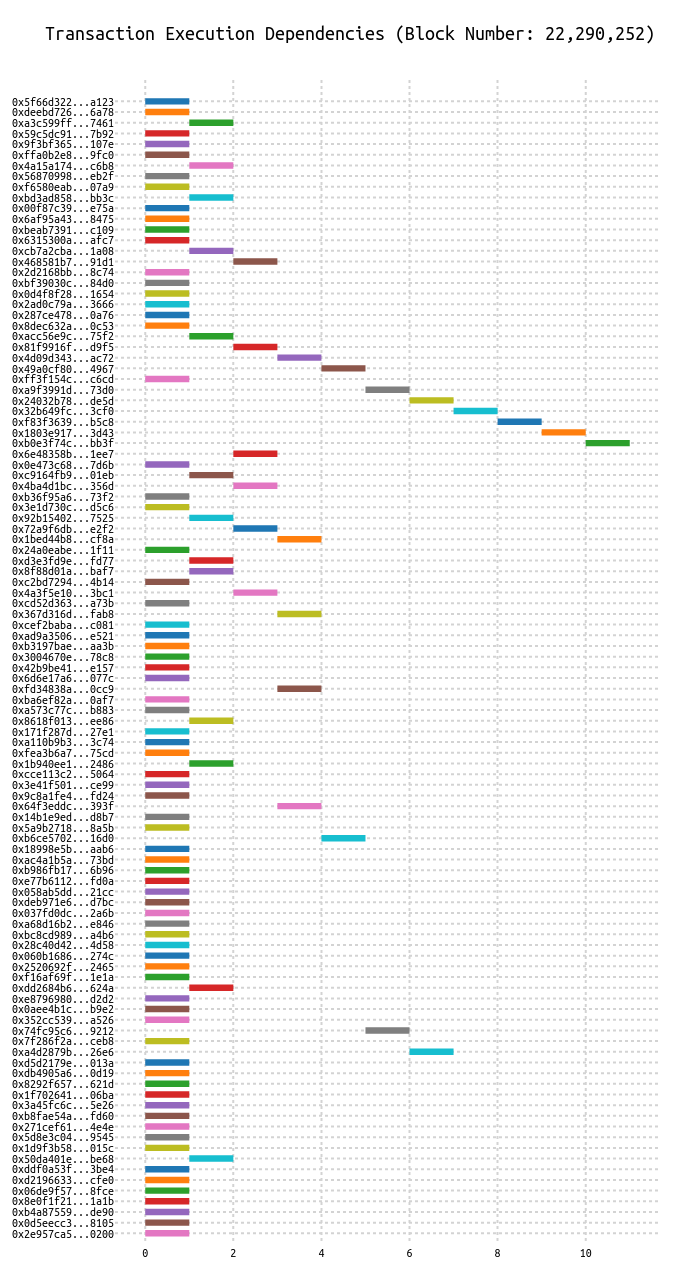 Transaction Execution Dependencies (Block Number: 22,290,252)
0x5f66d322...a123
0xdeebd726...6a78
0xa3c599ff...7461
0x59c5dc91...7b92
0x9f3bf365...107e
0xffa0b2e8...9fc0
0x4a15a174...c6b8
0x56870998...eb2f
0xf6580eab...07a9
0xbd3ad858...bb3c
0x00f87c39...e75a
0x6af95a43...8475
0xbeab7391...c109
0x6315300a...afc7
0xcb7a2cba...1a08
0x468581b7...91d1
0x2d2168bb...8c74
0xbf39030c...84d0
0x0d4f8f28...1654
0x2ad0c79a...3666
0x287ce478...0a76
0x8dec632a...0c53
0xacc56e9c...75f2
0x81f9916f...d9f5
0x4d09d343...ac72
0x49a0cf80...4967
0xff3f154c...c6cd
0xa9f3991d...73d0
0x24032b78...de5d
0x32b649fc...3cf0
0xf83f3639...b5c8
0x1803e917...3d43
0xb0e3f74c...bb3f
0x6e48358b...1ee7
0x0e473c68...7d6b
0xc9164fb9...01eb
0x4ba4d1bc...356d
0xb36f95a6...73f2
0x3e1d730c...d5c6
0x92b15402...7525
0x72a9f6db...e2f2
0x1bed44b8...cf8a
0x24a0eabe...1f11
0xd3e3fd9e...fd77
0x8f88d01a...baf7
0xc2bd7294...4b14
0x4a3f5e10...3bc1
0xcd52d363...a73b
0x367d316d...fab8
0xcef2baba...c081
0xad9a3506...e521
0xb3197bae...aa3b
0x3004670e...78c8
0x42b9be41...e157
0x6d6e17a6...077c
0xfd34838a...0cc9
0xba6ef82a...0af7
0xa573c77c...b883
0x8618f013...ee86
0x171f287d...27e1
0xa110b9b3...3c74
0xfea3b6a7...75cd
0x1b940ee1...2486
0xcce113c2...5064
0x3e41f501...ce99
0x9c8a1fe4...fd24
0x64f3eddc...393f
0x14b1e9ed...d8b7
0x5a9b2718...8a5b
0xb6ce5702...16d0
0x18998e5b...aab6
0xac4a1b5a...73bd
0xb986fb17...6b96
0xe77b6112...fd0a
0x058ab5dd...21cc
0xdeb971e6...d7bc
0x037fd0dc...2a6b
0xa68d16b2...e846
0xbc8cd989...a4b6
0x28c40d42...4d58
0x060b1686...274c
0x2520692f...2465
0xf16af69f...1e1a
0xdd2684b6...624a
0xe8796980...d2d2
0x0aee4b1c...b9e2
0x352cc539...a526
0x74fc95c6...9212
0x7f286f2a...ceb8
0xa4d2879b...26e6
0xd5d2179e...013a
0xdb4905a6...0d19
0x8292f657...621d
0x1f702641...06ba
0x3a45fc6c...5e26
0xb8fae54a...fd60
0x271cef61...4e4e
0x5d8e3c04...9545
0x1d9f3b58...015c
0x50da401e...be68
0xddf0a53f...3be4
0xd2196633...cfe0
0x06de9f57...8fce
0x8e0f1f21...1a1b
0xb4a87559...de90
0x0d5eecc3...8105
0x2e957ca5...0200
0 2 4 6 8 10